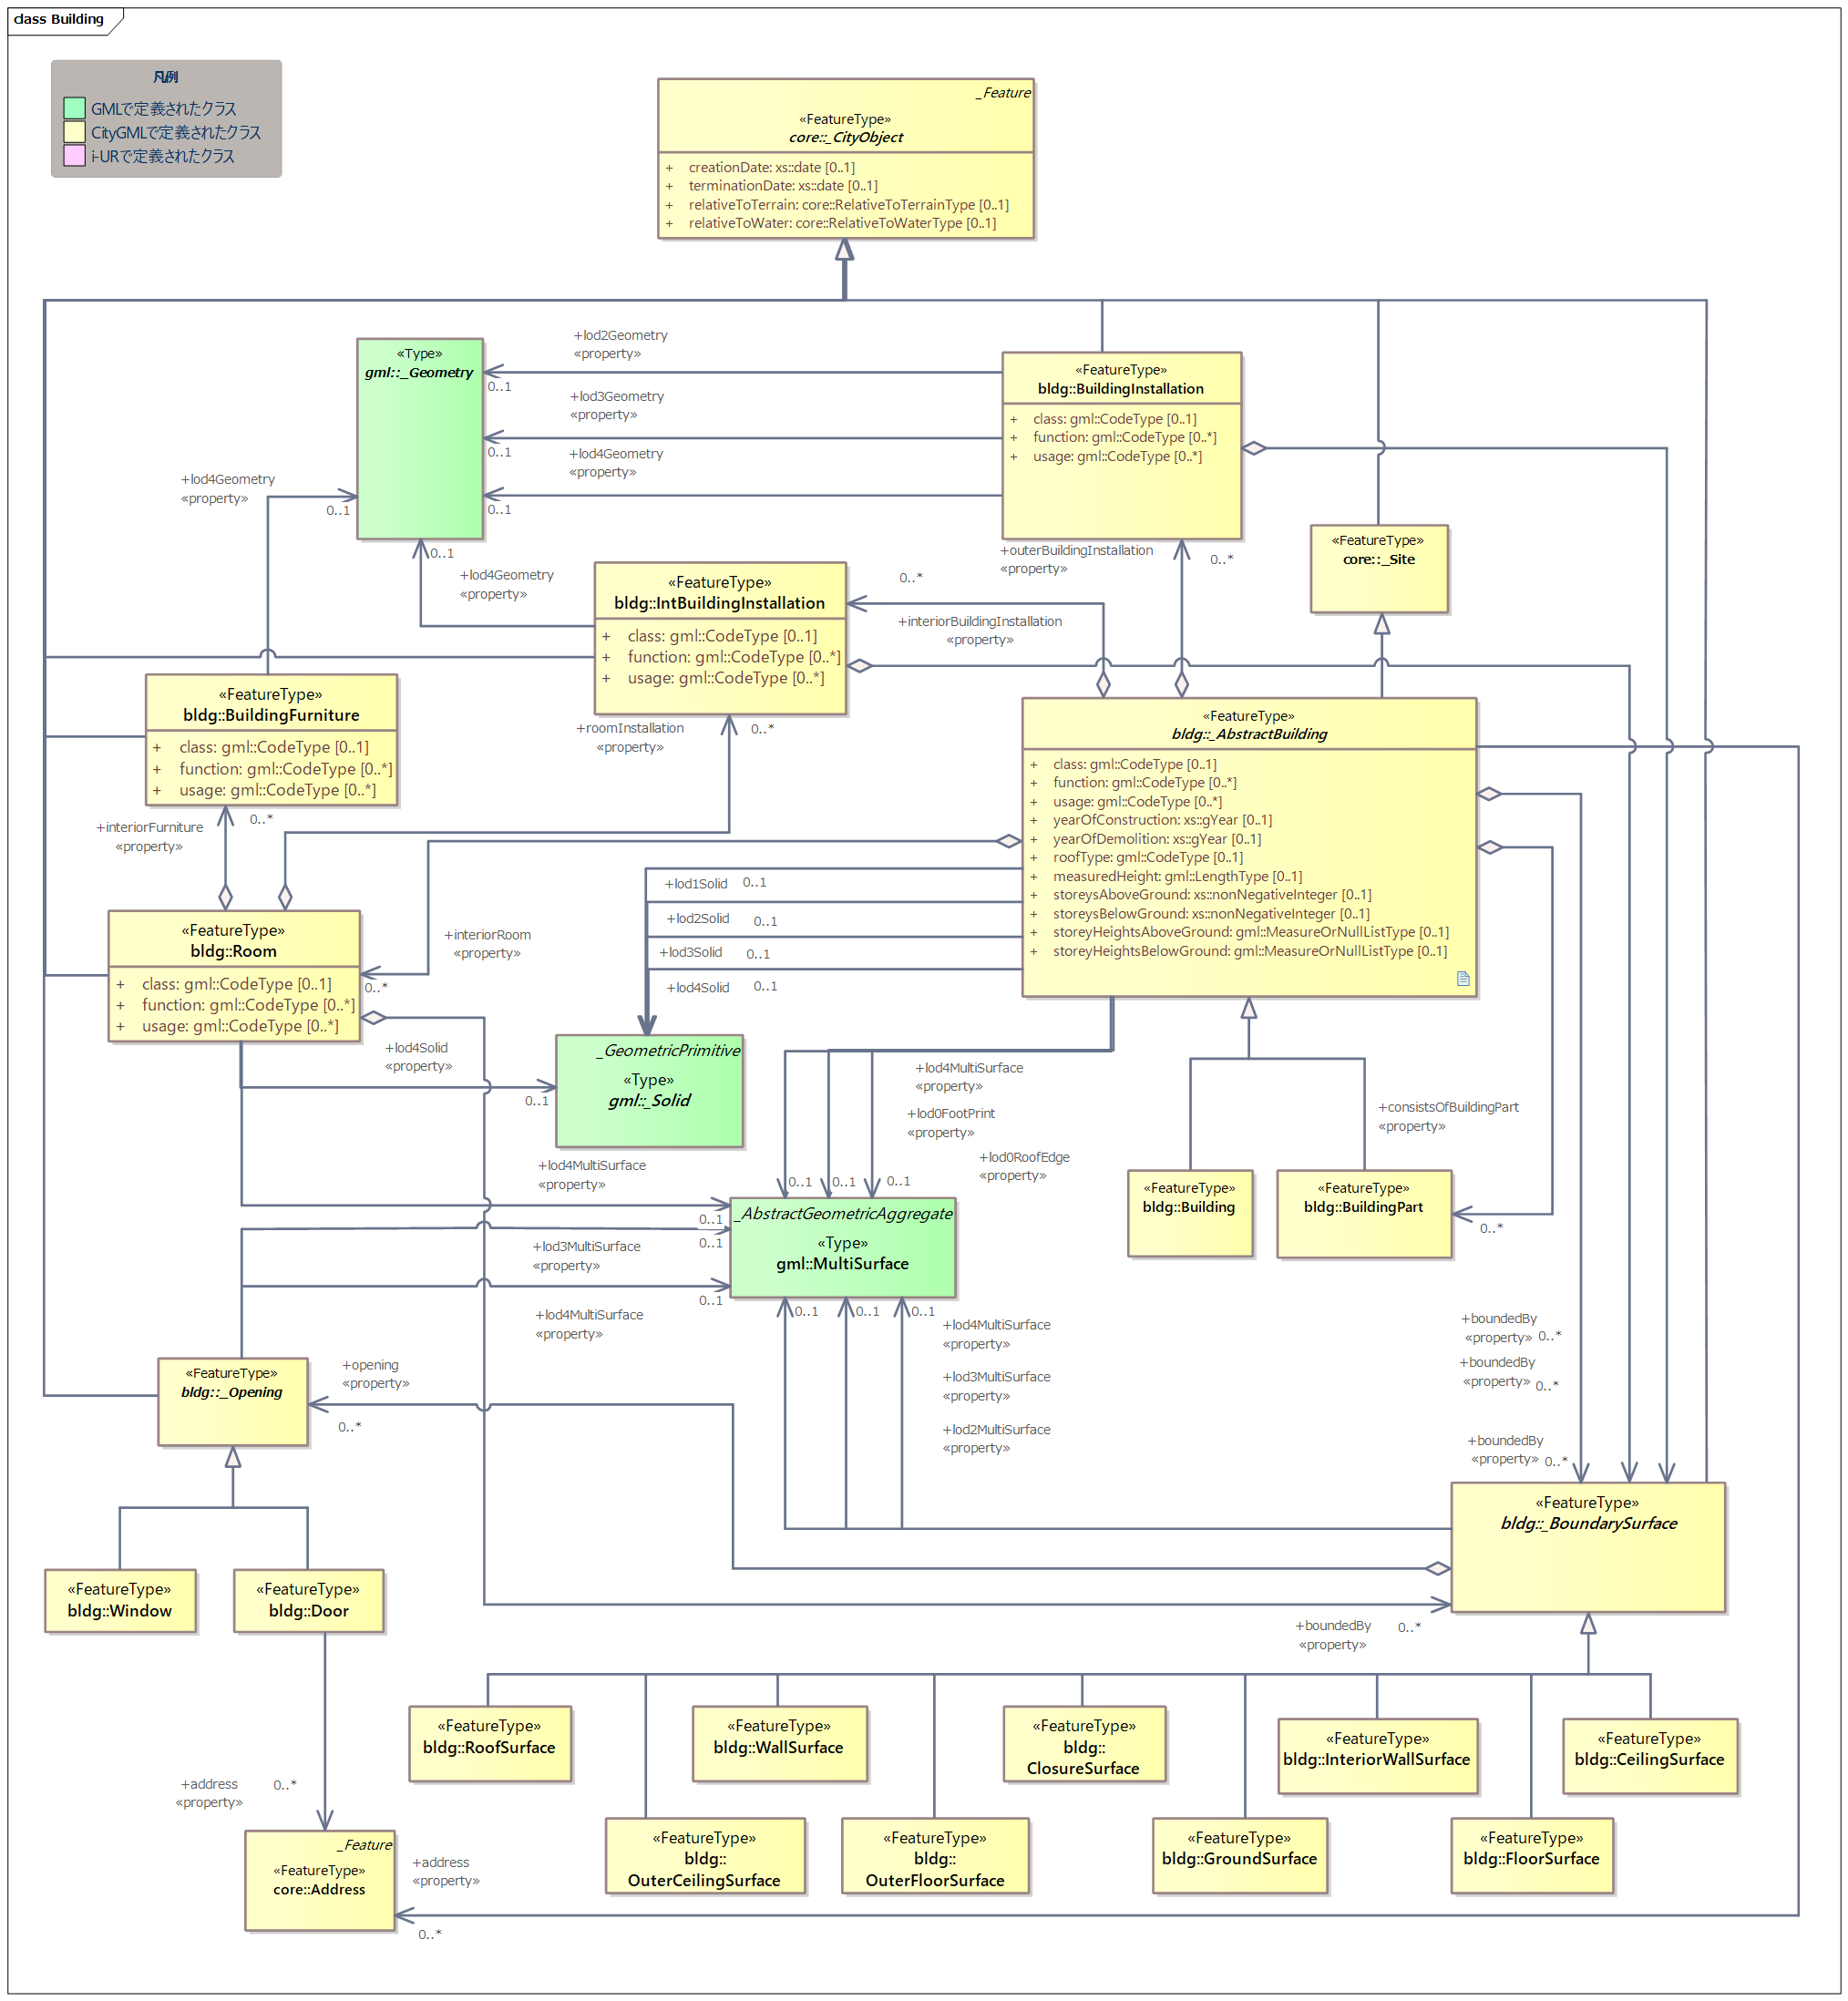 class Building
凡例
GMLで定義されたクラス
CityGMLで定義されたクラス
i-URで定義されたクラス
_Feature
«FeatureType»
core::_CityObject
+ creationDate: xs::date [0..1]
+ terminationDate: xs::date [0..1]
+ relativeToTerrain: core::RelativeToTerrainType [0..1]
+ relativeToWater: core::RelativeToWaterType [0..1]
«Type»
gml::_Geometry
+lod2Geometry
«property»
0..1
+lod3Geometry
«property»
0..1
+lod4Geometry
«property»
0..1
«FeatureType»
bldg::BuildingInstallation
+ class: gml::CodeType [0..1]
+ function: gml::CodeType [0..*]
+ usage: gml::CodeType [0..*]
+lod4Geometry
«property»
0..1
0..1
+lod4Geometry
«property»
«FeatureType»
core::_Site
+outerBuildingInstallation
«property»
0..*
«FeatureType»
bldg::IntBuildingInstallation
+ class: gml::CodeType [0..1]
+ function: gml::CodeType [0..*]
+ usage: gml::CodeType [0..*]
0..*
+interiorBuildingInstallation
«property»
«FeatureType»
bldg::BuildingFurniture
+ class: gml::CodeType [0..1]
+ function: gml::CodeType [0..*]
+ usage: gml::CodeType [0..*]
+roomInstallation
«property»
0..*
«FeatureType»
bldg::_AbstractBuilding
+ class: gml::CodeType [0..1]
+ function: gml::CodeType [0..*]
+ usage: gml::CodeType [0..*]
+ yearOfConstruction: xs::gYear [0..1]
+ yearOfDemolition: xs::gYear [0..1]
+ roofType: gml::CodeType [0..1]
+ measuredHeight: gml::LengthType [0..1]
+ storeysAboveGround: xs::nonNegativeInteger [0..1]
+ storeysBelowGround: xs::nonNegativeInteger [0..1]
+ storeyHeightsAboveGround: gml::MeasureOrNullListType [0..1]
+ storeyHeightsBelowGround: gml::MeasureOrNullListType [0..1]
+interiorFurniture
«property»
0..*
+lod1Solid 0..1
+lod2Solid 0..1
+lod3Solid 0..1
+lod4Solid 0..1
«FeatureType»
bldg::Room
+ class: gml::CodeType [0..1]
+ function: gml::CodeType [0..*]
+ usage: gml::CodeType [0..*]
+interiorRoom
«property»
0..*
+lod4Solid
«property»
0..1
_GeometricPrimitive
«Type»
gml::_Solid
+lod4MultiSurface
«property»
+lod0FootPrint
«property»
+lod0RoofEdge
«property»
0..1
0..1
0..1
+consistsOfBuildingPart
«property»
«FeatureType»
bldg::Building
«FeatureType»
bldg::BuildingPart
0..*
+lod4MultiSurface
«property»
0..1
_AbstractGeometricAggregate
«Type»
gml::MultiSurface
0..1
+lod3MultiSurface
«property»
0..1
+lod4MultiSurface
«property»
0..1
0..1
0..1
+lod4MultiSurface
«property»
+lod3MultiSurface
«property»
+lod2MultiSurface
«property»
+boundedBy
«property» 0..*
+boundedBy
«property» 0..*
+boundedBy
«property» 0..*
«FeatureType»
bldg::_Opening
+opening
«property»
0..*
«FeatureType»
bldg::_BoundarySurface
«FeatureType»
bldg::Window
«FeatureType»
bldg::Door
+boundedBy
«property»
0..*
«FeatureType»
bldg::RoofSurface
«FeatureType»
bldg::WallSurface
«FeatureType»
bldg::
ClosureSurface
«FeatureType»
bldg::InteriorWallSurface
«FeatureType»
bldg::CeilingSurface
+address
«property»
0..*
«FeatureType»
bldg::
OuterCeilingSurface
«FeatureType»
bldg::
OuterFloorSurface
«FeatureType»
bldg::GroundSurface
«FeatureType»
bldg::FloorSurface
_Feature
«FeatureType»
core::Address
+address
«property»
0..*